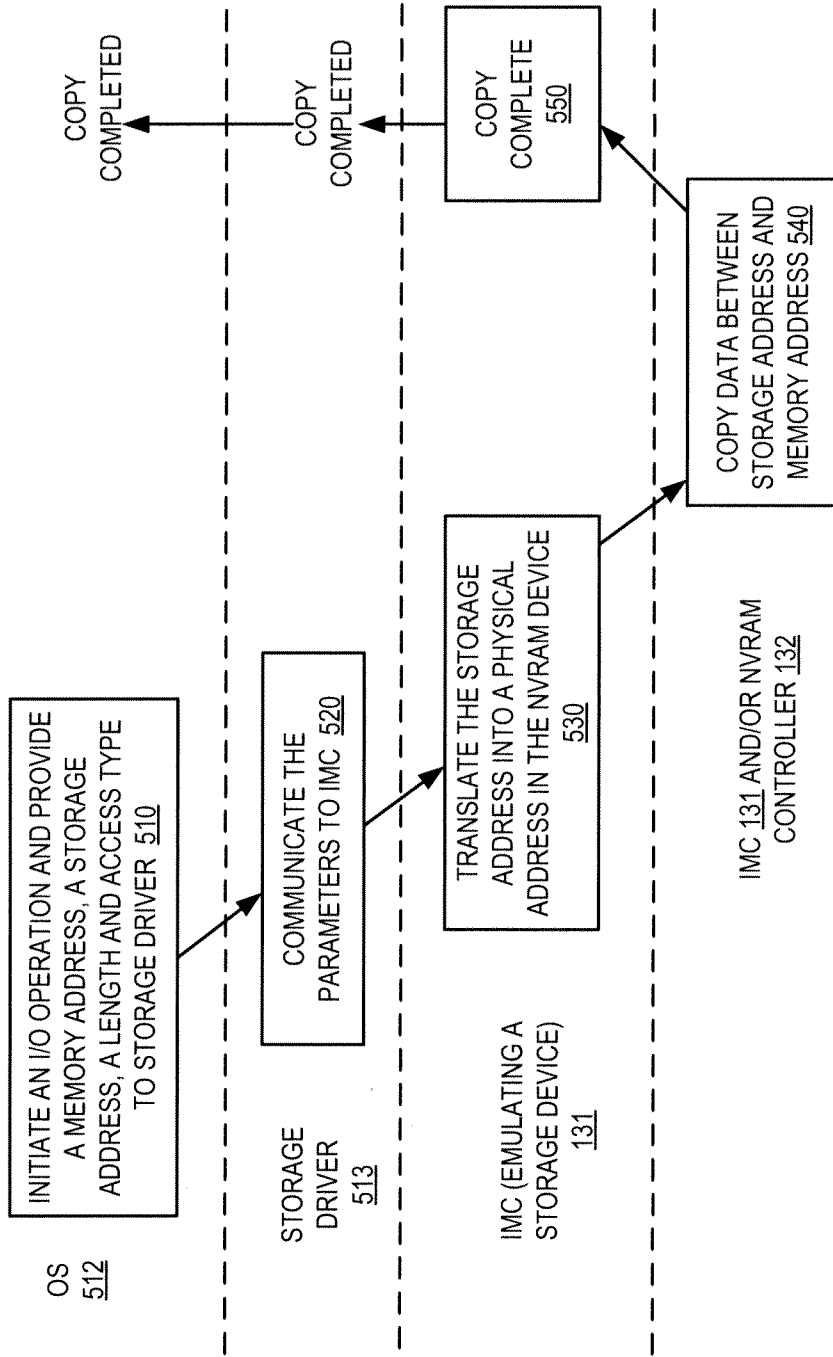 OS
512
INITIATE AN I/O OPERATION AND PROVIDE
A MEMORY ADDRESS, A STORAGE
ADDRESS, A LENGTH AND ACCESS TYPE
TO STORAGE DRIVER 510
COPY
COMPLETED
STORAGE
DRIVER
513
COMMUNICATE THE
PARAMETERS TO IMC 520
COPY
COMPLETED
IMC (EMULATING A
STORAGE DEVICE)
131
TRANSLATE THE STORAGE
ADDRESS INTO A PHYSICAL
ADDRESS IN THE NVRAM DEVICE
530
COPY
COMPLETE
550
IMC 131 AND/OR NVRAM
CONTROLLER 132
COPY DATA BETWEEN
STORAGE ADDRESS AND
MEMORY ADDRESS 540